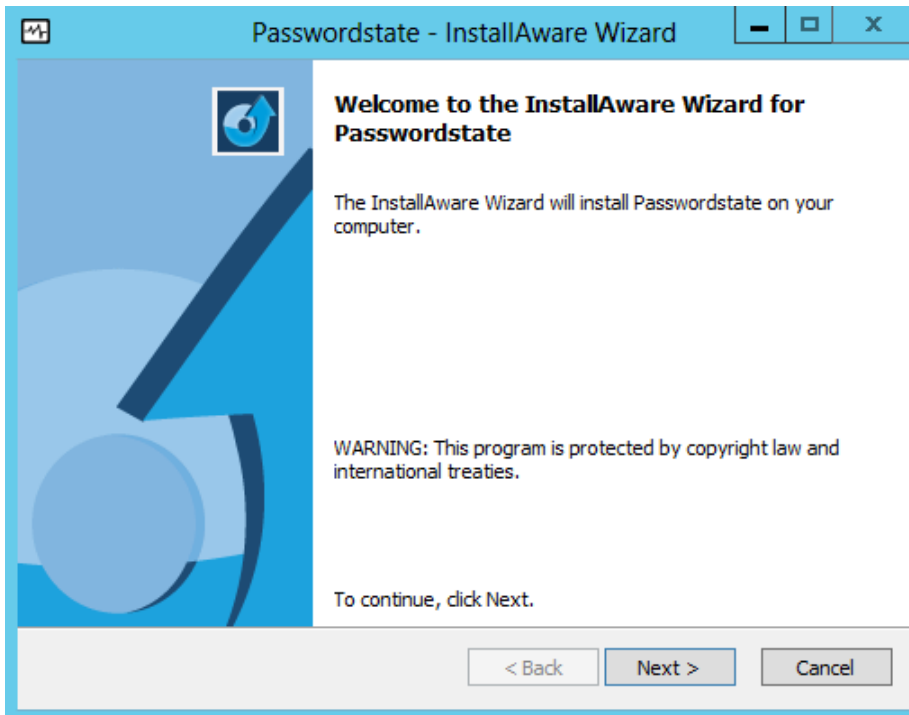 Passwordstate - InstallAware Wizard
Welcome to the InstallAware Wizard for
Passwordstate
The InstallAware Wizard will install Passwordstate on your
computer.
WARNING: This program is protected by copyright law and
international treaties.
To continue, click Next.
< Back Next > Cancel